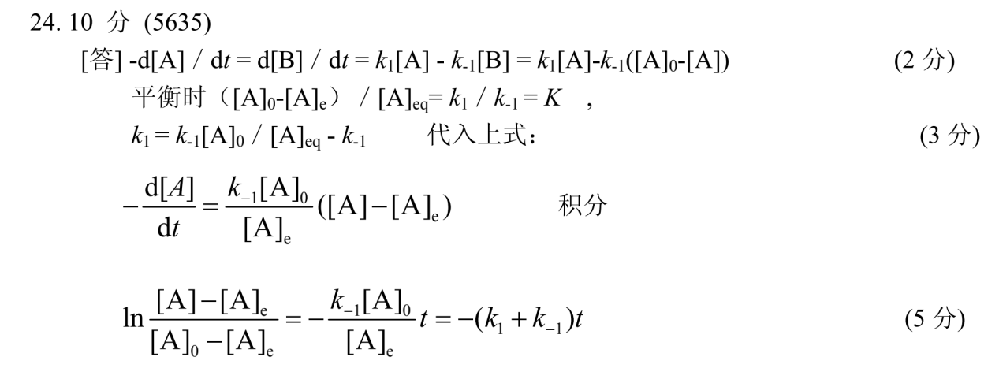 24. 10 分 (5635)
[答] -d[A] / dt = d[B] / dt = k₁[A] - k₋₁[B] = k₁[A]-k₋₁([A]₀-[A]) (2 分)
平衡时（[A]₀-[A]ₑ） / [A]eq= k₁ / k₋₁ = K ，
k₁ = k₋₁[A]₀ / [A]eq - k₋₁ 代入上式： (3 分)
−d[A]/dt = k₋₁[A]₀/[A]ₑ ([A]−[A]ₑ) 积分
ln ([A]−[A]ₑ)/([A]₀−[A]ₑ) = − k₋₁[A]₀/[A]ₑ t = −(k₁ + k₋₁)t (5 分)